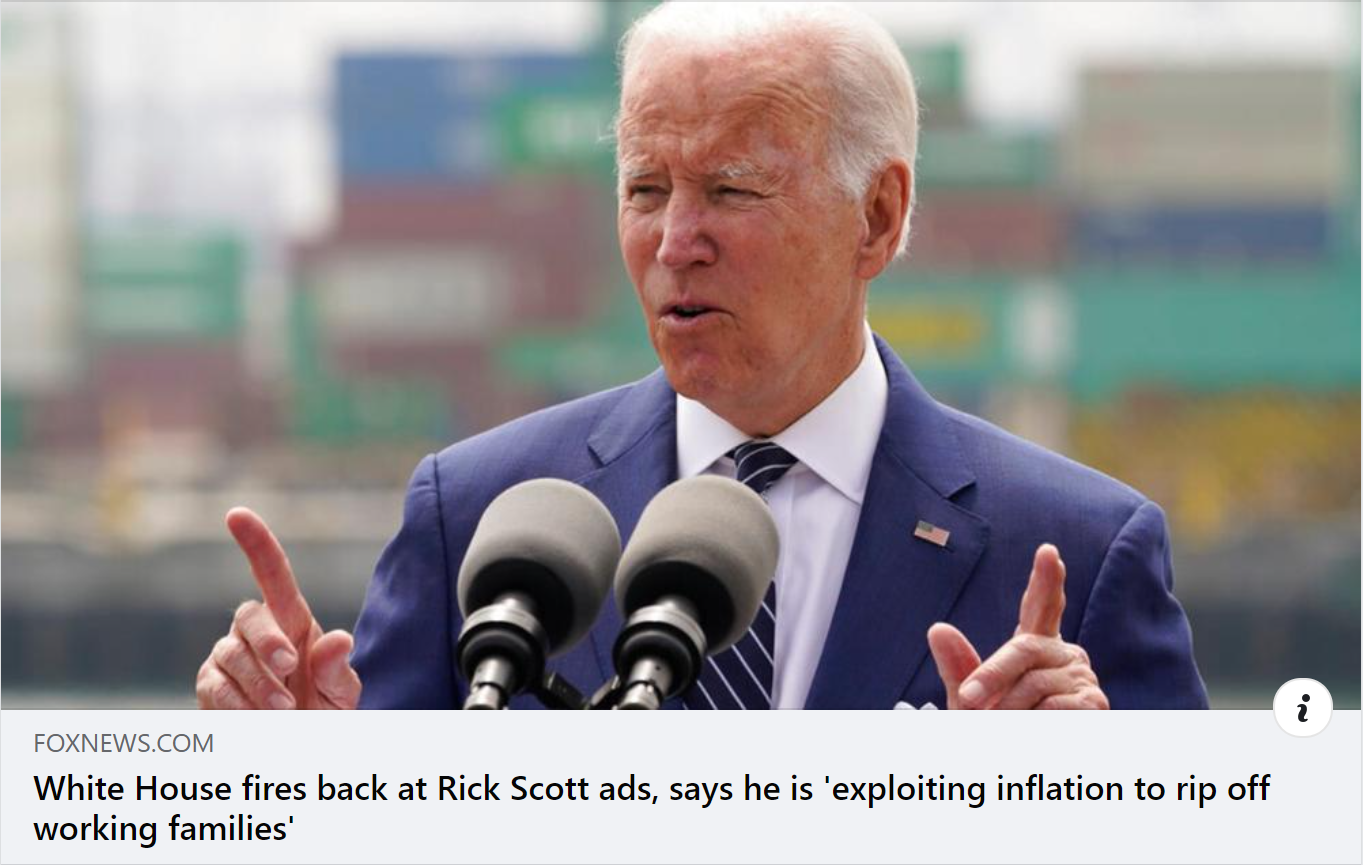 FOXNEWS.COM
i
White House fires back at Rick Scott ads, says he is 'exploiting inflation to rip off
working families'